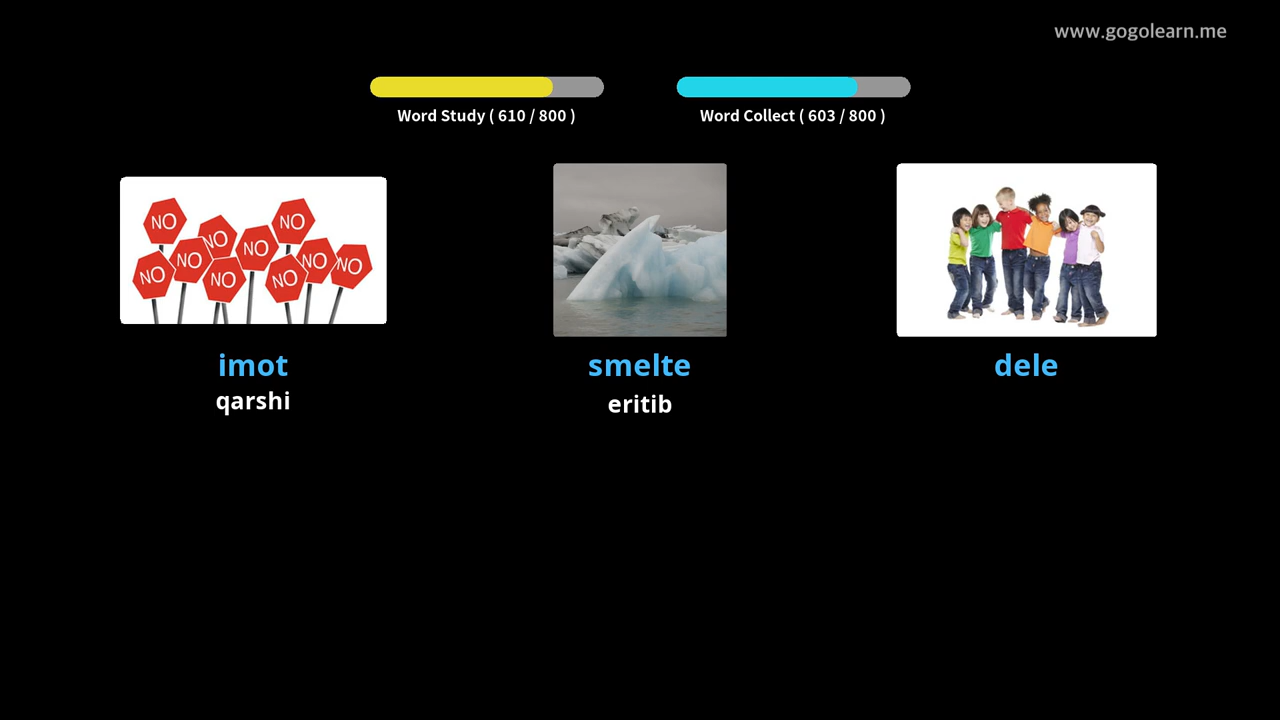 www.gogolearn.me
Word Study ( 610 / 800 )
Word Collect ( 603 / 800 )
NO
NO
NO
NO
NO
NO
NO
NO
NO
NO
imot
smelte
dele
qarshi
eritib